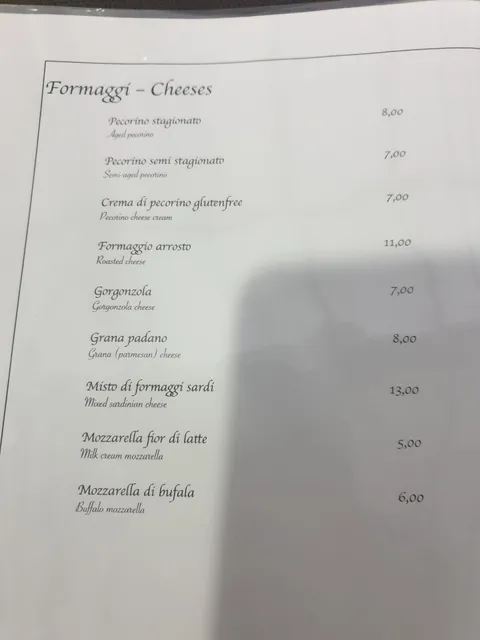 Formaggi – Cheeses
Pecorino stagionato 8,00
Aged pecorino
Pecorino semi stagionato 7,00
Semi-aged pecorino
Crema di pecorino glutenfree 7,00
Pecorino cheese cream
Formaggio arrosto 11,00
Roasted cheese
Gorgonzola 7,00
Gorgonzola cheese
Grana padano 8,00
Grana (parmesan) cheese
Misto di formaggi sardi 13,00
Mixed sardinian cheese
Mozzarella fior di latte 5,00
Milk cream mozzarella
Mozzarella di bufala 6,00
Buffalo mozzarella